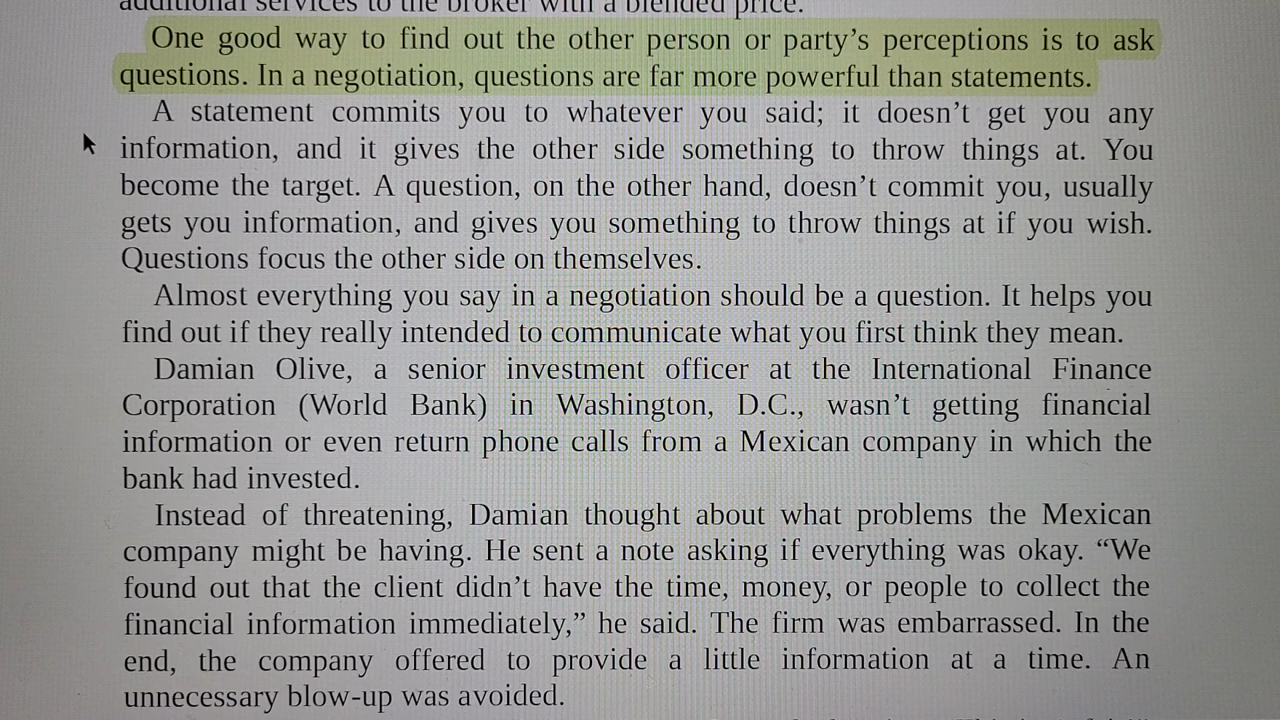 additional services to the broker with a blended price.
One good way to find out the other person or party's perceptions is to ask
questions. In a negotiation, questions are far more powerful than statements.
A statement commits you to whatever you said; it doesn't get you any
information, and it gives the other side something to throw things at. You
become the target. A question, on the other hand, doesn't commit you, usually
gets you information, and gives you something to throw things at if you wish.
Questions focus the other side on themselves.
Almost everything you say in a negotiation should be a question. It helps you
find out if they really intended to communicate what you first think they mean.
Damian Olive, a senior investment officer at the International Finance
Corporation (World Bank) in Washington, D.C., wasn't getting financial
information or even return phone calls from a Mexican company in which the
bank had invested.
Instead of threatening, Damian thought about what problems the Mexican
company might be having. He sent a note asking if everything was okay. “We
found out that the client didn't have the time, money, or people to collect the
financial information immediately,” he said. The firm was embarrassed. In the
end, the company offered to provide a little information at a time. An
unnecessary blow-up was avoided.